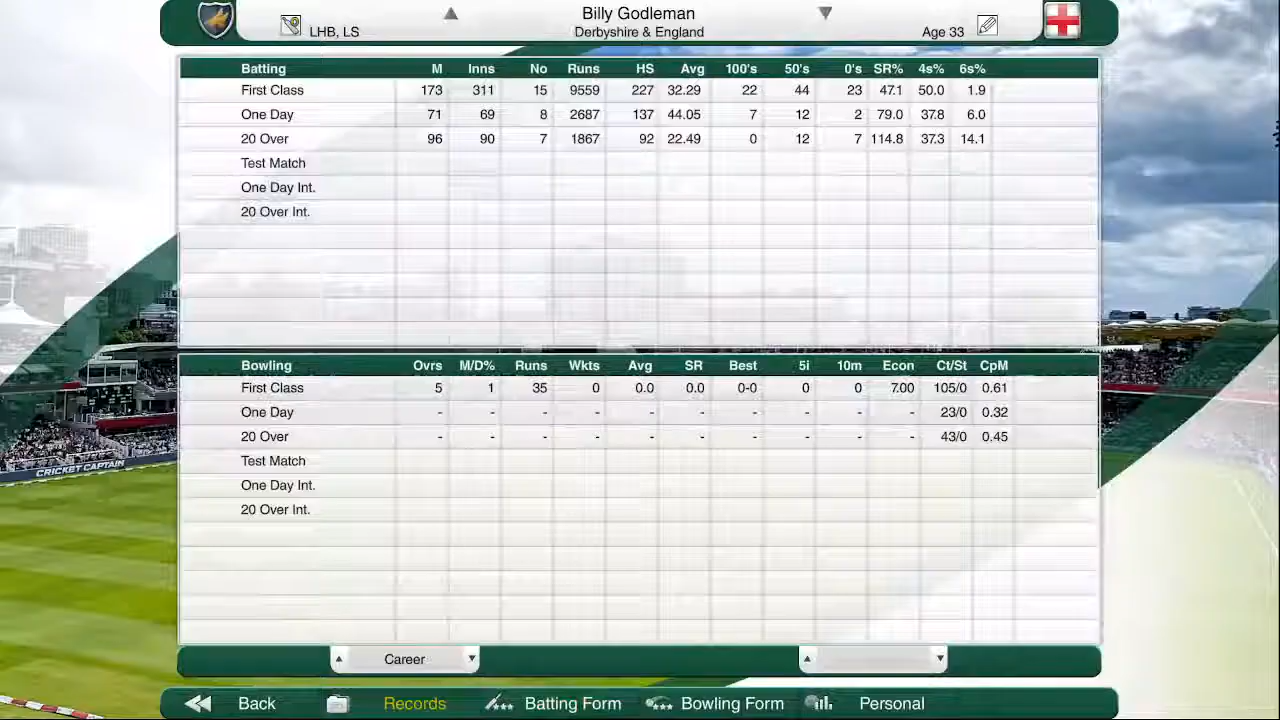 Billy Godleman
LHB, LS Derbyshire & England Age 33
Batting M Inns No Runs HS Avg 100's 50's 0's SR% 4s% 6s%
First Class 173 311 15 9559 227 32.29 22 44 23 47.1 50.0 1.9
One Day 71 69 8 2687 137 44.05 7 12 2 79.0 37.8 6.0
20 Over 96 90 7 1867 92 22.49 0 12 7 114.8 37.3 14.1
Test Match
One Day Int.
20 Over Int.
Bowling Ovrs M/D% Runs Wkts Avg SR Best 5i 10m Econ Ct/St CpM
First Class 5 1 35 0 0.0 0.0 0-0 0 0 7.00 105/0 0.61
One Day - - - - - - - - - - 23/0 0.32
20 Over - - - - - - - - - - 43/0 0.45
Test Match
One Day Int.
20 Over Int.
CRICKET CAPTAIN
Career
Back Records Batting Form Bowling Form Personal